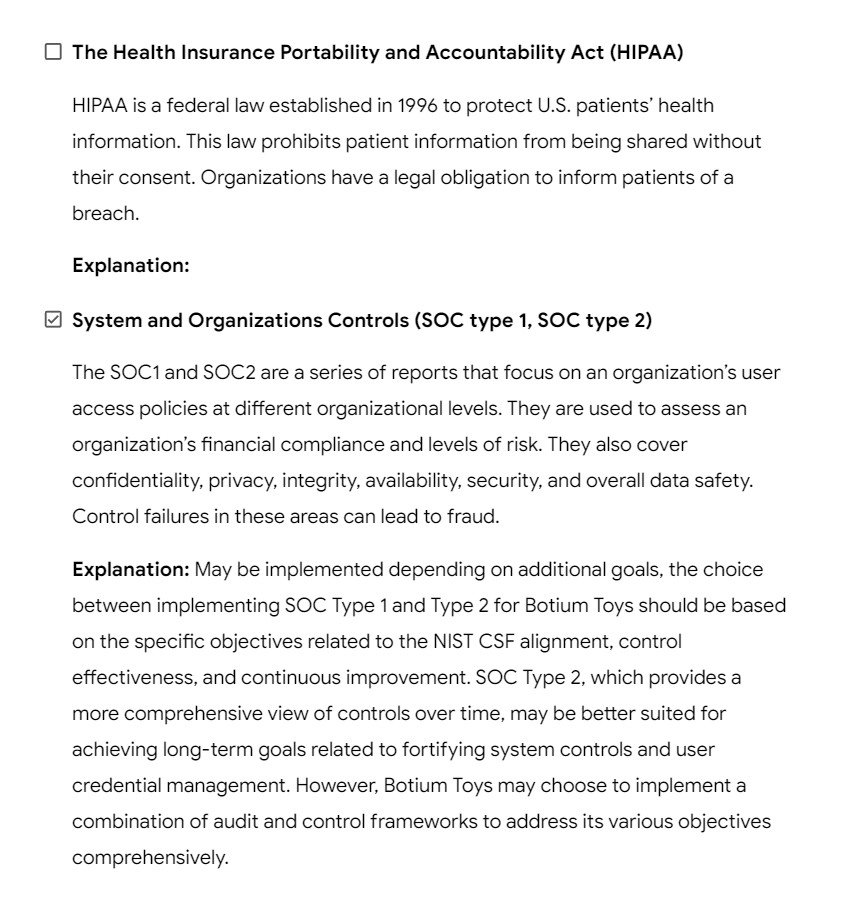 The Health Insurance Portability and Accountability Act (HIPAA)
HIPAA is a federal law established in 1996 to protect U.S. patients’ health
information. This law prohibits patient information from being shared without
their consent. Organizations have a legal obligation to inform patients of a
breach.
Explanation:
System and Organizations Controls (SOC type 1, SOC type 2)
The SOC1 and SOC2 are a series of reports that focus on an organization’s user
access policies at different organizational levels. They are used to assess an
organization’s financial compliance and levels of risk. They also cover
confidentiality, privacy, integrity, availability, security, and overall data safety.
Control failures in these areas can lead to fraud.
Explanation: May be implemented depending on additional goals, the choice
between implementing SOC Type 1 and Type 2 for Botium Toys should be based
on the specific objectives related to the NIST CSF alignment, control
effectiveness, and continuous improvement. SOC Type 2, which provides a
more comprehensive view of controls over time, may be better suited for
achieving long-term goals related to fortifying system controls and user
credential management. However, Botium Toys may choose to implement a
combination of audit and control frameworks to address its various objectives
comprehensively.